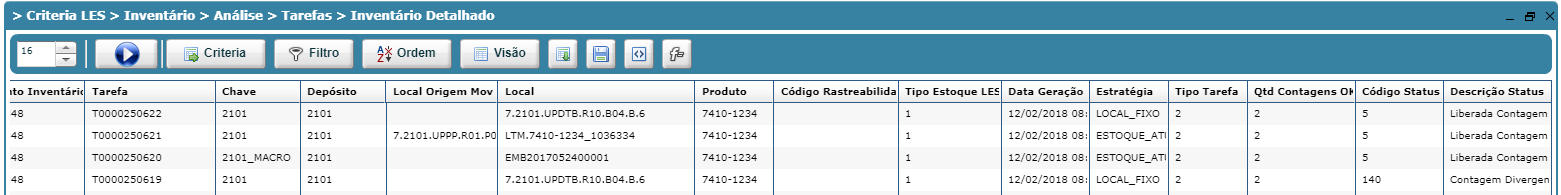 > Criteria LES > Inventário > Análise > Tarefas > Inventário Detalhado
16 Criteria Filtro Ordem Visão
nto Inventário Tarefa Chave Depósito Local Origem Mov Local Produto Código Rastreabilida Tipo Estoque LES Data Geração Estratégia Tipo Tarefa Qtd Contagens OK Código Status Descrição Status
48 T0000250622 2101 2101 7.2101.UPDTB.R10.B04.B.6 7410-1234 1 12/02/2018 08: LOCAL_FIXO 2 2 5 Liberada Contagem
48 T0000250621 2101 2101 7.2101.UPPP.R01.P0 LTM.7410-1234_1036334 7410-1234 1 12/02/2018 08: ESTOQUE_ATU 2 2 5 Liberada Contagem
48 T0000250620 2101_MACRO 2101 EMB2017052400001 7410-1234 1 12/02/2018 08: ESTOQUE_ATU 2 2 5 Liberada Contagem
48 T0000250619 2101 2101 7.2101.UPDTB.R10.B04.B.6 7410-1234 1 12/02/2018 08: LOCAL_FIXO 2 2 140 Contagem Divergen